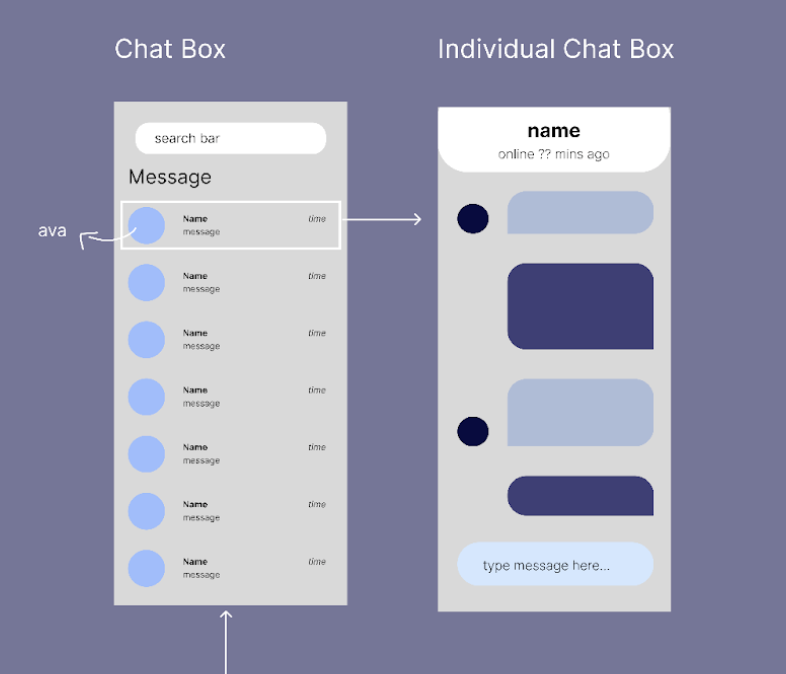 Chat Box
search bar
Message
ava
Name time
message
Name time
message
Name time
message
Name time
message
Name time
message
Name time
message
Name time
message
Individual Chat Box
name
online ?? mins ago
type message here...